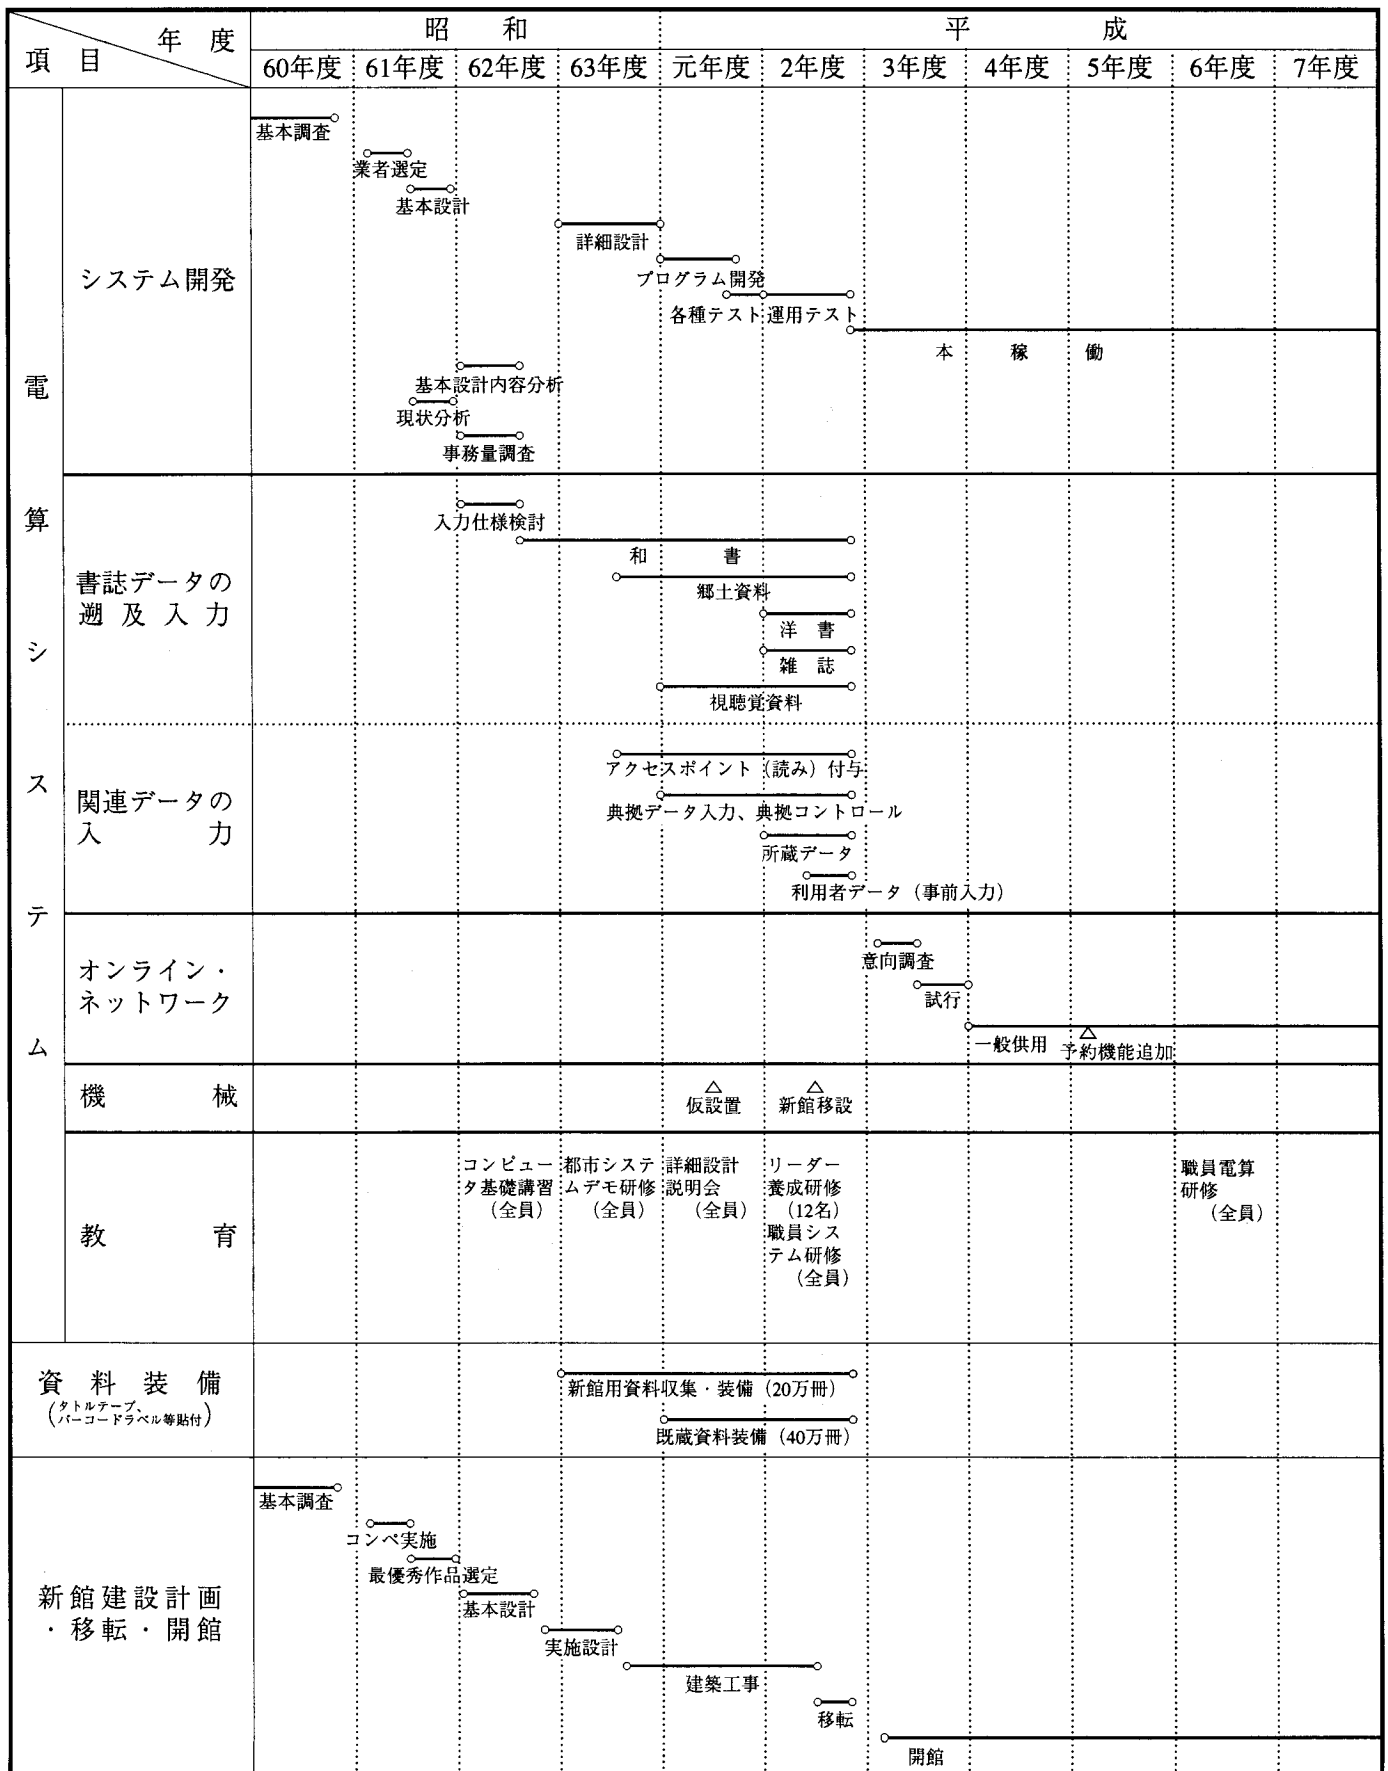 年度
項目
昭和
平成
60年度
61年度
62年度
63年度
元年度
2年度
3年度
4年度
5年度
6年度
7年度
電算システム
システム開発
基本調査
業者選定
基本設計
詳細設計
プログラム開発
各種テスト
運用テスト
本稼働
基本設計内容分析
現状分析
事務量調査
書誌データの
遡及入力
入力仕様検討
和書
郷土資料
洋書
雑誌
視聴覚資料
関連データの
入力
アクセスポイント（読み）付与
典拠データ入力、典拠コントロール
所蔵データ
利用者データ（事前入力）
オンライン・
ネットワーク
意向調査
試行
一般供用
△
予約機能追加
機械
△
仮設置
△
新館移設
教育
コンピュー
タ基礎講習
（全員）
都市システ
ムデモ研修
（全員）
詳細設計
説明会
（全員）
リーダー
養成研修
（12名）
職員シス
テム研修
（全員）
職員電算
研修
（全員）
資料装備
（タトルテープ、
バーコードラベル等貼付）
新館用資料収集・装備（20万冊）
既蔵資料装備（40万冊）
新館建設計画
・移転・開館
基本調査
コンペ実施
最優秀作品選定
基本設計
実施設計
建築工事
移転
開館